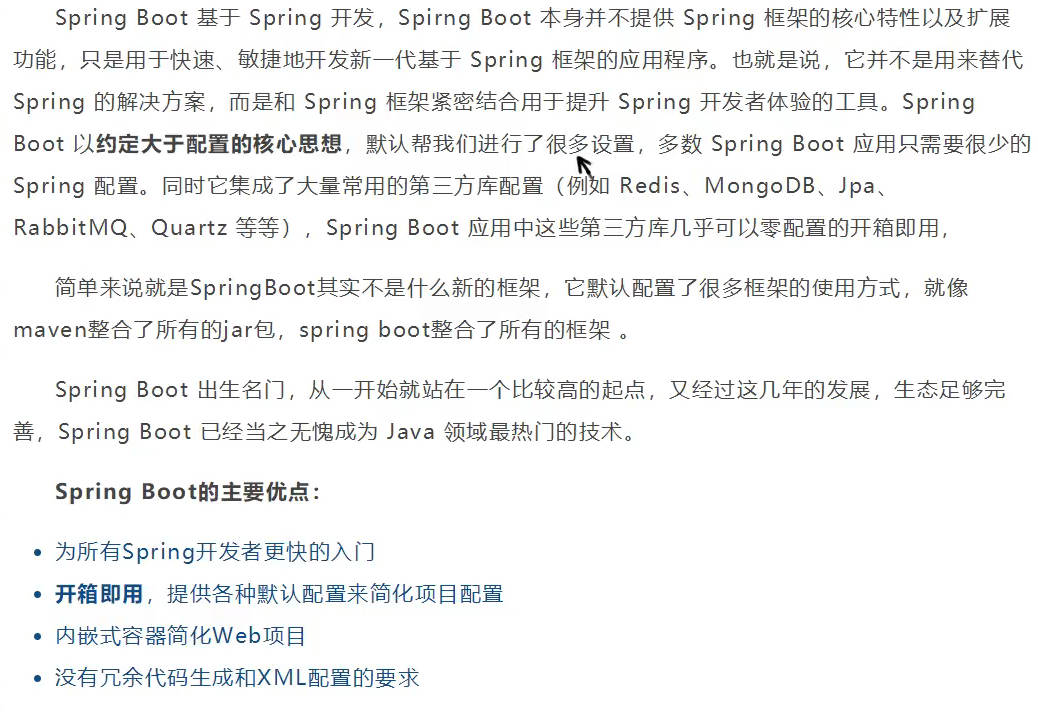 Spring Boot 基于 Spring 开发，Spirng Boot 本身并不提供 Spring 框架的核心特性以及扩展
功能，只是用于快速、敏捷地开发新一代基于 Spring 框架的应用程序。也就是说，它并不是用来替代
Spring 的解决方案，而是和 Spring 框架紧密结合用于提升 Spring 开发者体验的工具。Spring
Boot 以约定大于配置的核心思想，默认帮我们进行了很多设置，多数 Spring Boot 应用只需要很少的
Spring 配置。同时它集成了大量常用的第三方库配置（例如 Redis、MongoDB、Jpa、
RabbitMQ、Quartz 等等），Spring Boot 应用中这些第三方库几乎可以零配置的开箱即用，
简单来说就是SpringBoot其实不是什么新的框架，它默认配置了很多框架的使用方式，就像
maven整合了所有的jar包，spring boot整合了所有的框架 。
Spring Boot 出生名门，从一开始就站在一个比较高的起点，又经过这几年的发展，生态足够完
善，Spring Boot 已经当之无愧成为 Java 领域最热门的技术。
Spring Boot的主要优点：
• 为所有Spring开发者更快的入门
• 开箱即用，提供各种默认配置来简化项目配置
• 内嵌式容器简化Web项目
• 没有冗余代码生成和XML配置的要求